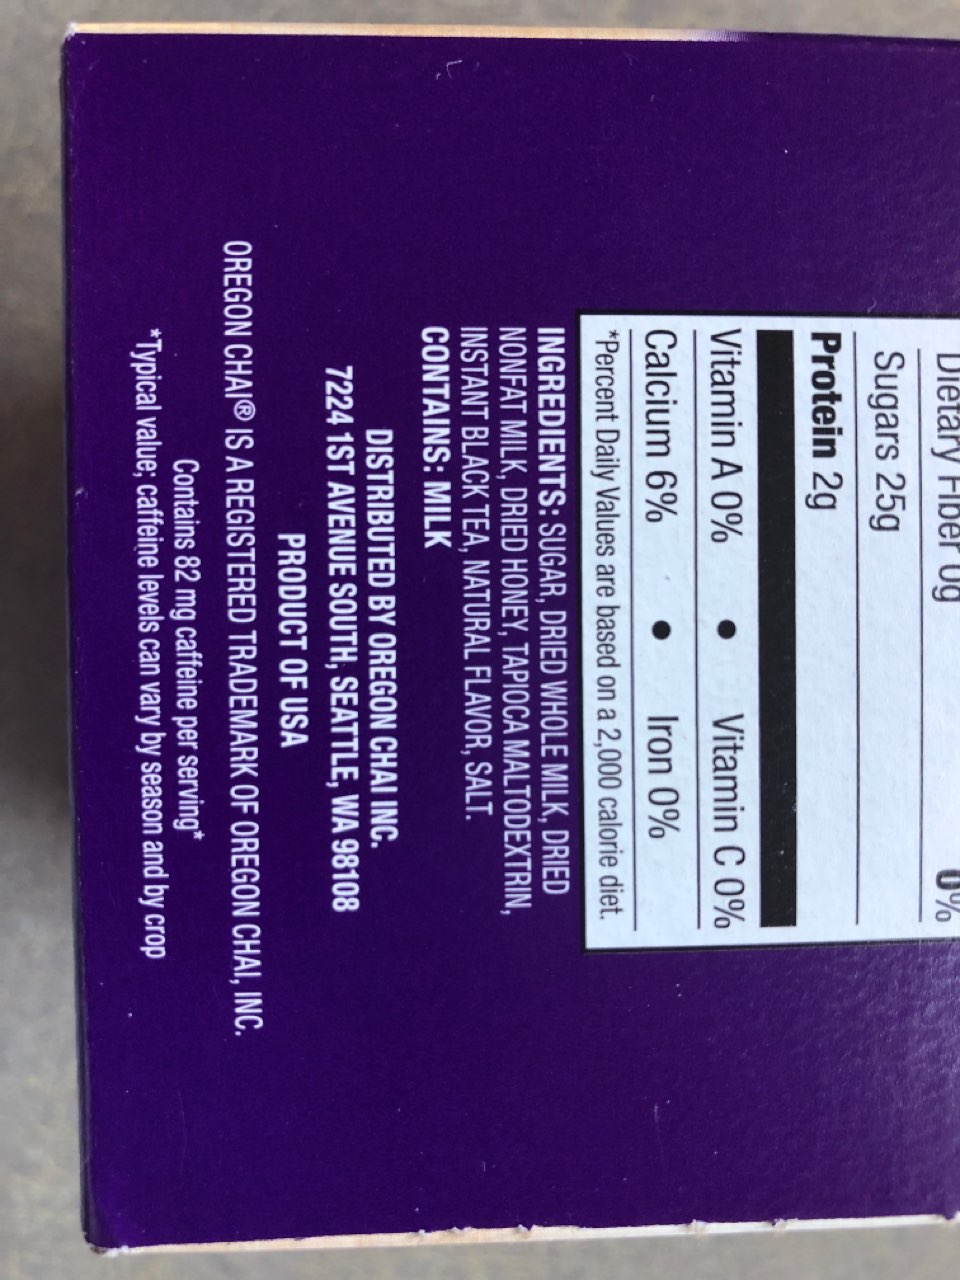 Dietary Fiber 0g 0%
Sugars 25g
Protein 2g
Vitamin A 0% • Vitamin C 0%
Calcium 6% • Iron 0%
*Percent Daily Values are based on a 2,000 calorie diet.
INGREDIENTS: SUGAR, DRIED WHOLE MILK, DRIED
NONFAT MILK, DRIED HONEY, TAPIOCA MALTODEXTRIN,
INSTANT BLACK TEA, NATURAL FLAVOR, SALT.
CONTAINS: MILK
DISTRIBUTED BY OREGON CHAI INC.
7224 1ST AVENUE SOUTH, SEATTLE, WA 98108
PRODUCT OF USA
OREGON CHAI® IS A REGISTERED TRADEMARK OF OREGON CHAI, INC.
Contains 82 mg caffeine per serving*
*Typical value; caffeine levels can vary by season and by crop